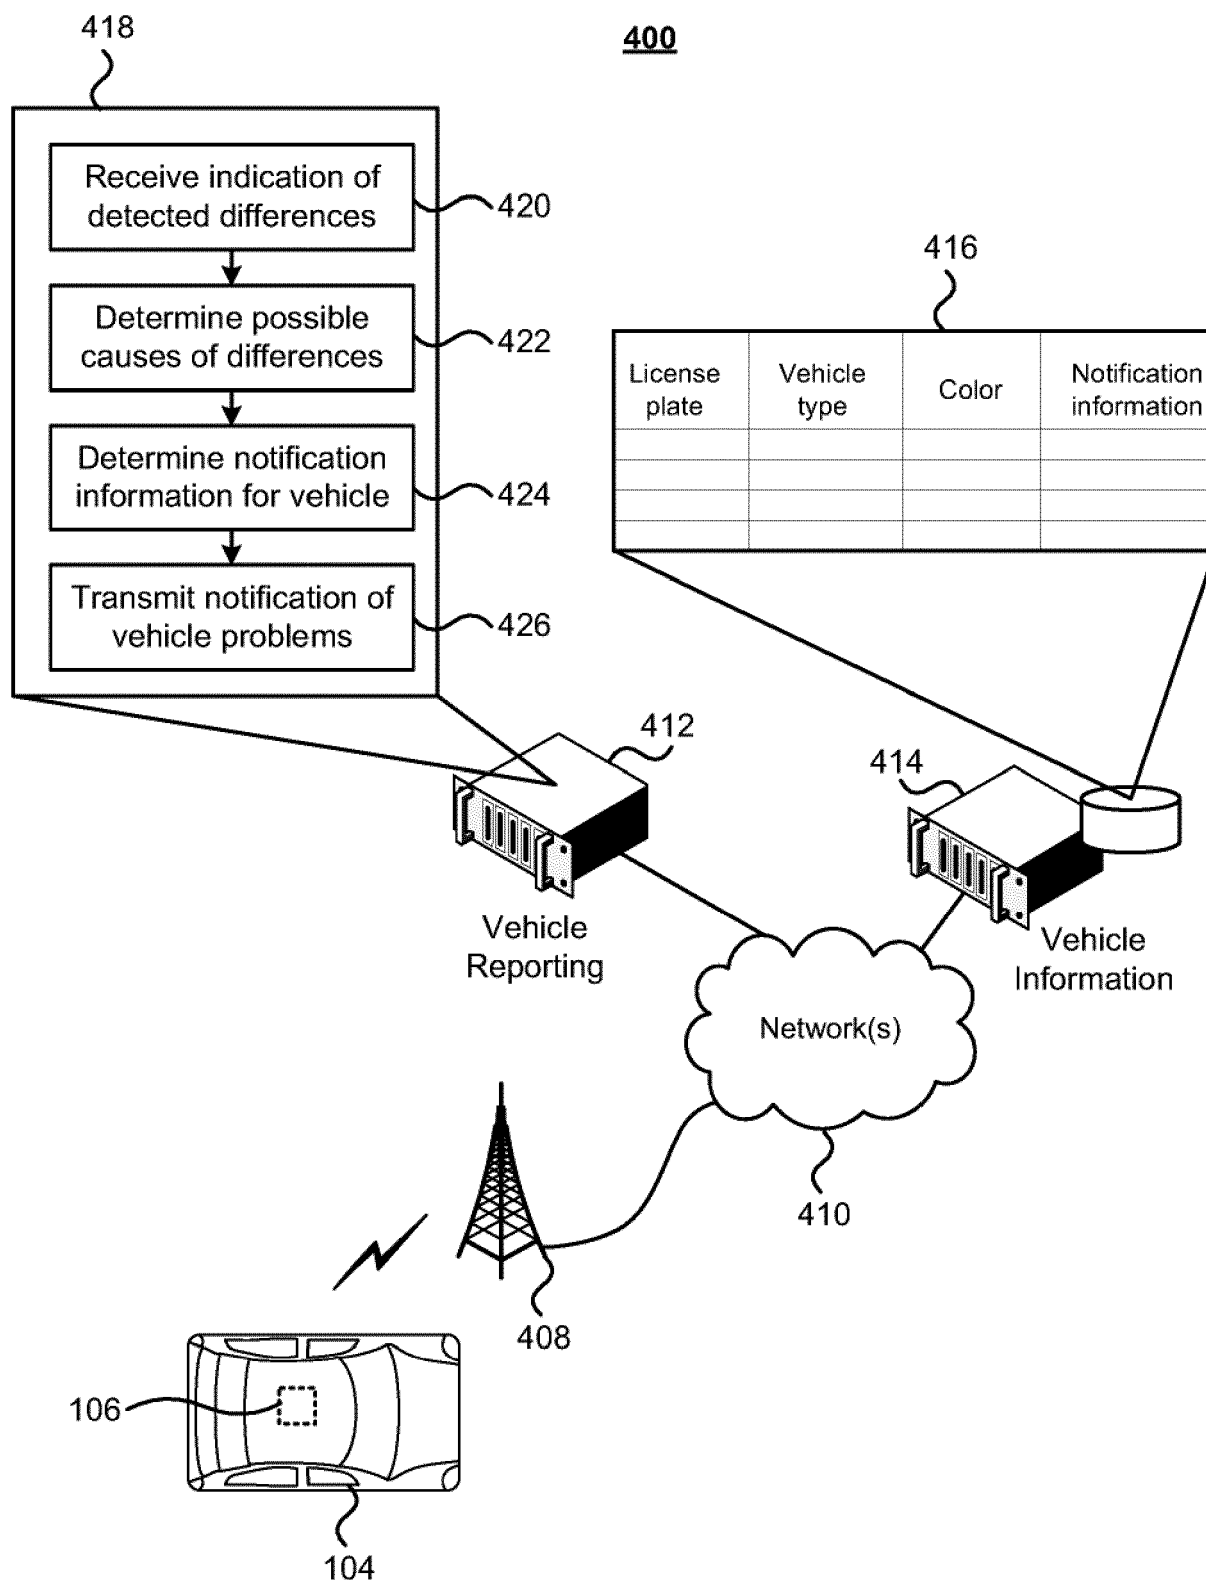 400
418
Receive indication of
detected differences
420
Determine possible
causes of differences
422
Determine notification
information for vehicle
424
Transmit notification of
vehicle problems
426
416
License
plate
Vehicle
type
Color
Notification
information
412
414
Vehicle
Reporting
Vehicle
Information
Network(s)
410
408
106
104